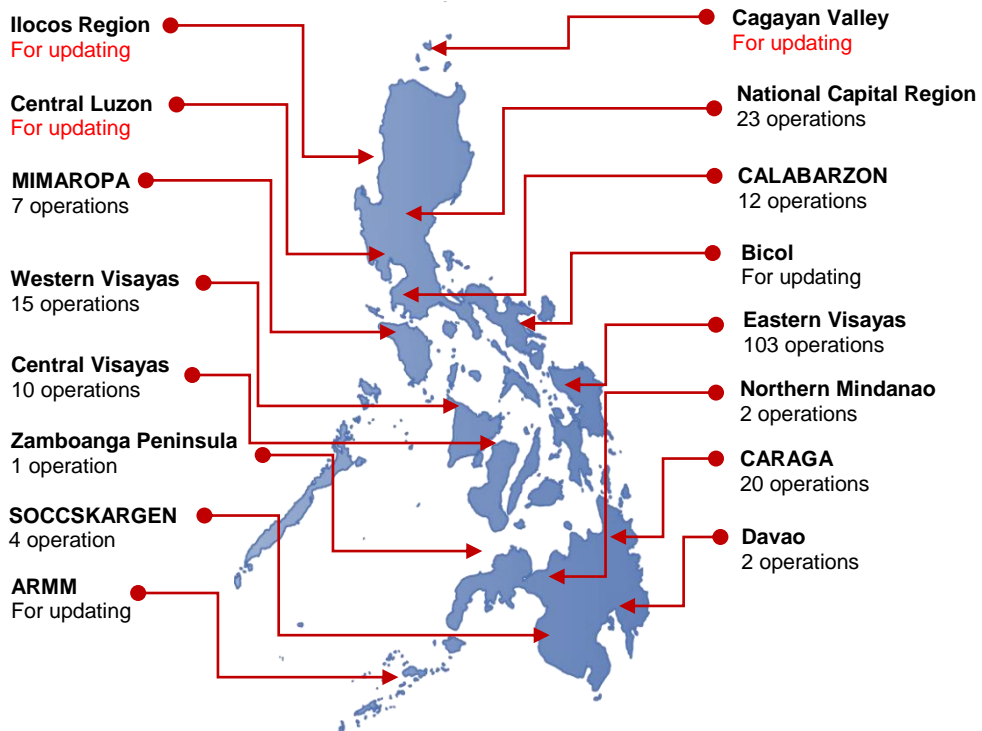 Ilocos Region
For updating
Central Luzon
For updating
MIMAROPA
7 operations
Western Visayas
15 operations
Central Visayas
10 operations
Zamboanga Peninsula
1 operation
SOCCSKARGEN
4 operation
ARMM
For updating
Cagayan Valley
For updating
National Capital Region
23 operations
CALABARZON
12 operations
Bicol
For updating
Eastern Visayas
103 operations
Northern Mindanao
2 operations
CARAGA
20 operations
Davao
2 operations